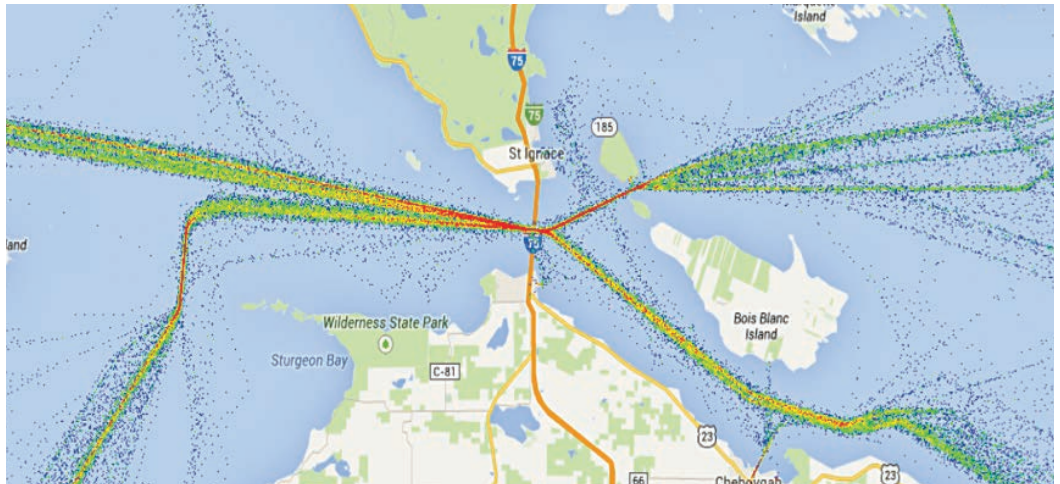 Island
75
75
185
St Ignace
75
land
Bois Blanc
Island
Wilderness State Park
Sturgeon Bay
C-81
23
23
66
Cheboygan